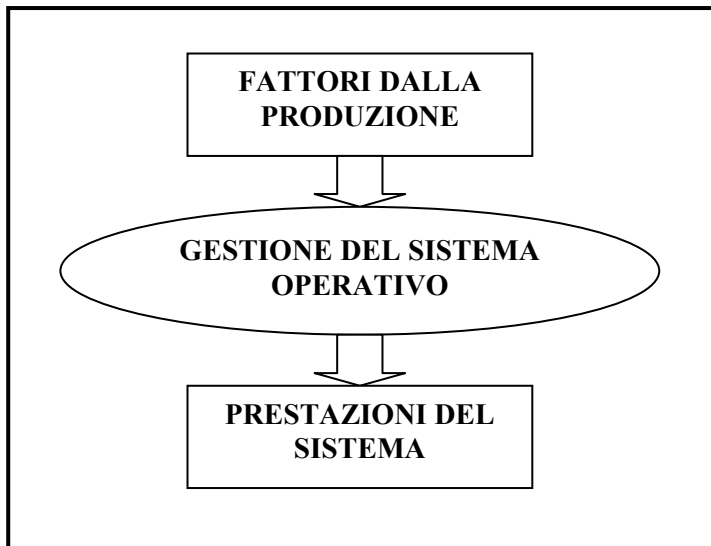 FATTORI DALLA
PRODUZIONE
GESTIONE DEL SISTEMA
OPERATIVO
PRESTAZIONI DEL
SISTEMA